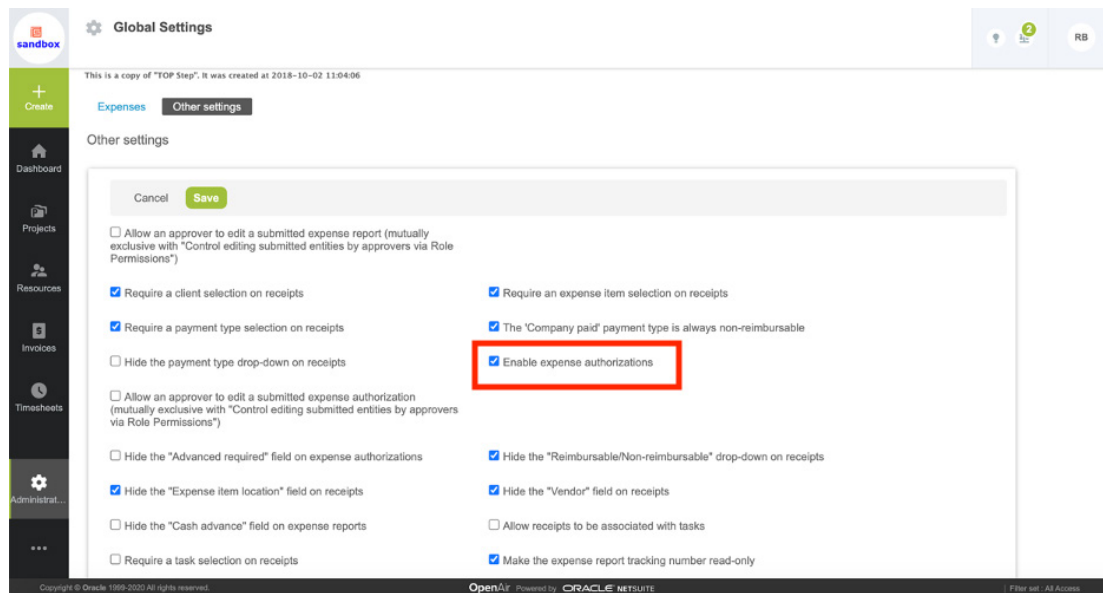 sandbox
Global Settings
2
RB
This is a copy of "TOP Step". It was created at 2018-10-02 11:04:06
Create
Expenses
Other settings
Other settings
Dashboard
Cancel
Save
Projects
Allow an approver to edit a submitted expense report (mutually
exclusive with "Control editing submitted entities by approvers via Role
Permissions")
Resources
Require a client selection on receipts
Require an expense item selection on receipts
Require a payment type selection on receipts
The 'Company paid' payment type is always non-reimbursable
Invoices
Hide the payment type drop-down on receipts
Enable expense authorizations
Timesheets
Allow an approver to edit a submitted expense authorization
(mutually exclusive with "Control editing submitted entities by approvers
via Role Permissions")
Hide the "Advanced required" field on expense authorizations
Hide the "Reimbursable/Non-reimbursable" drop-down on receipts
Administrat...
Hide the "Expense item location" field on receipts
Hide the "Vendor" field on receipts
Hide the "Cash advance" field on expense reports
Allow receipts to be associated with tasks
Require a task selection on receipts
Make the expense report tracking number read-only
Copyright © Oracle 1999-2020 All rights reserved.
OpenAir Powered by ORACLE NETSUITE
Filter set : All Access